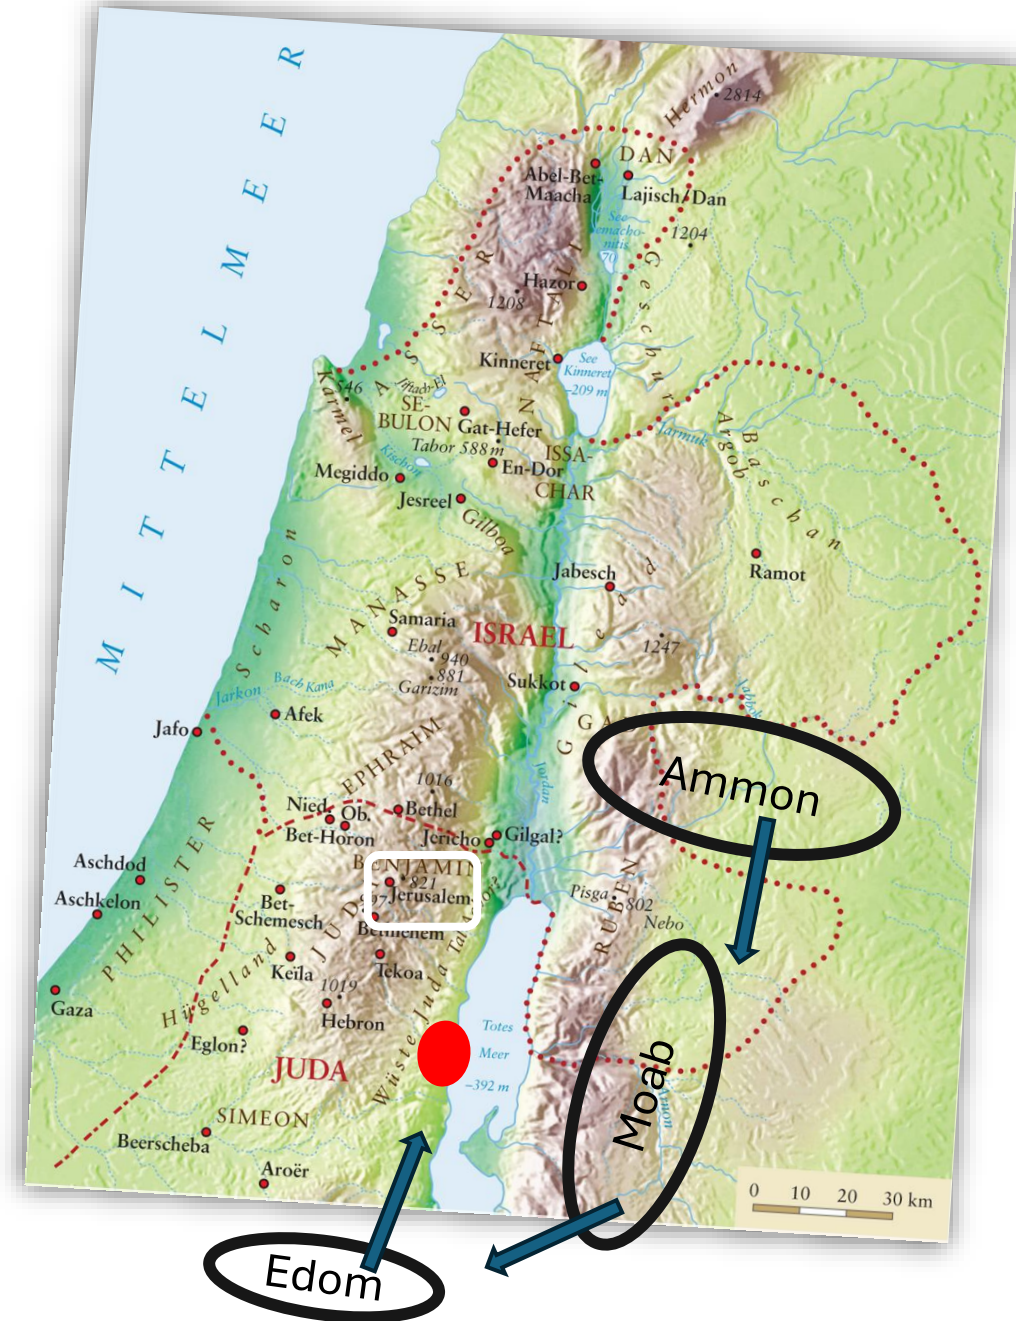 MITTELMEER
Hermon
2814
DAN
Abel-Bet-
Maacha
Lajisch/Dan
See
70
1204
Geschur
Hazor
1208
ASSER
NAFTALI
Kinneret
See
Kinneret
-209 m
Karmel
546
Jiftach-El
SE-
BULON
Gat-Hefer
Tabor 588 m
Jarmuk
Argob
Baschan
ISSA-
CHAR
Kischon
En-Dor
Megiddo
Jesreel
Gilboa
Ramot
Jabesch
Scharon
MANASSE
Samaria
ISRAEL
Gilead
1247
Ebal
940
881
Garizim
Sukkot
Jabbok
Jarkon
Bach Kana
Afek
Jafo
GA
EPHRAIM
Jordan
Ammon
1016
Nied.
Ob.
Bethel
Bet-Horon
Jericho
Gilgal?
BENJAMIN
821
Jerusalem
Aschdod
Aschkelon
PHILISTER
Bet-
Schemesch
JUDA
Bethlehem
Pisga
802
Nebo
RUBEN
Keïla
Tekoa
1019
Hebron
Hügelland
Gaza
Eglon?
Wüste Juda
Totes
Meer
-392 m
JUDA
SIMEON
Moab
Arnon
Beerscheba
Aroër
0 10 20 30 km
Edom